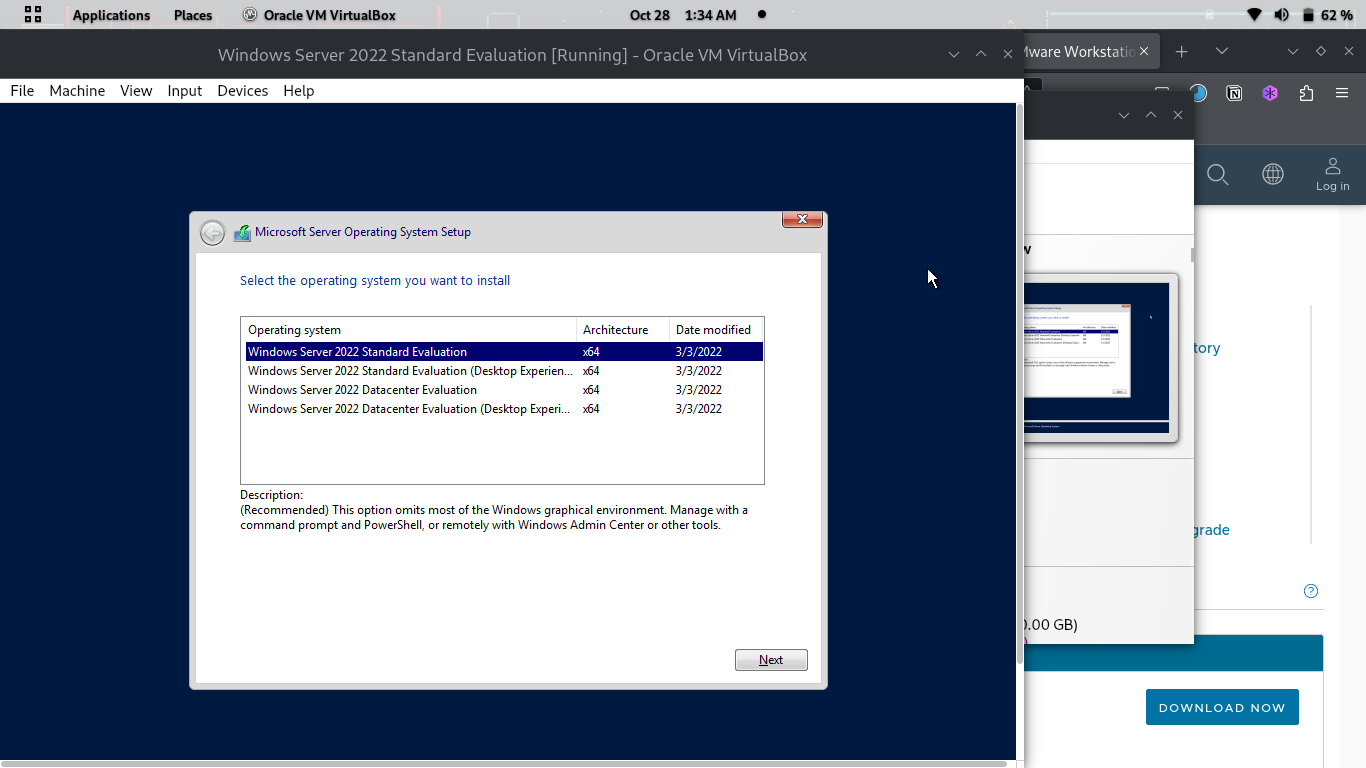 Applications Places Oracle VM VirtualBox Oct 28 1:34 AM 62 %
Windows Server 2022 Standard Evaluation [Running] - Oracle VM VirtualBox
File Machine View Input Devices Help
Microsoft Server Operating System Setup
Select the operating system you want to install
Operating system Architecture Date modified
Windows Server 2022 Standard Evaluation x64 3/3/2022
Windows Server 2022 Standard Evaluation (Desktop Experien... x64 3/3/2022
Windows Server 2022 Datacenter Evaluation x64 3/3/2022
Windows Server 2022 Datacenter Evaluation (Desktop Experi... x64 3/3/2022
Description:
(Recommended) This option omits most of the Windows graphical environment. Manage with a
command prompt and PowerShell, or remotely with Windows Admin Center or other tools.
Next
Mware Workstatio
Log in
w
tory
grade
0.00 GB)
DOWNLOAD NOW